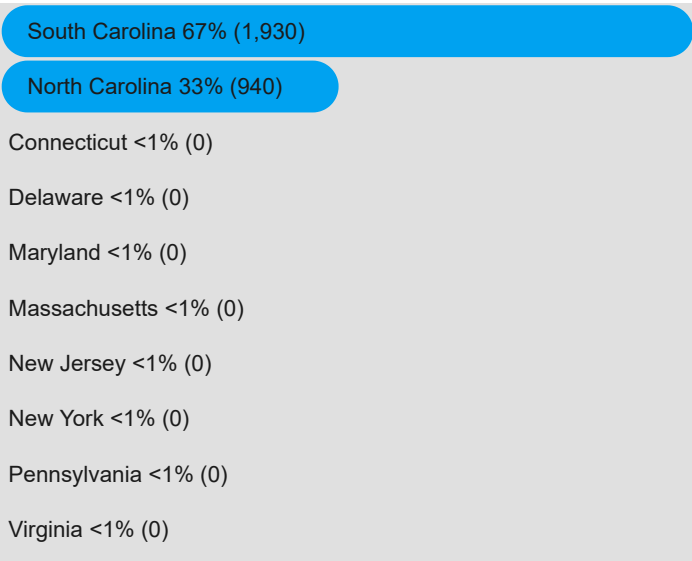 South Carolina 67% (1,930)
North Carolina 33% (940)
Connecticut <1% (0)
Delaware <1% (0)
Maryland <1% (0)
Massachusetts <1% (0)
New Jersey <1% (0)
New York <1% (0)
Pennsylvania <1% (0)
Virginia <1% (0)